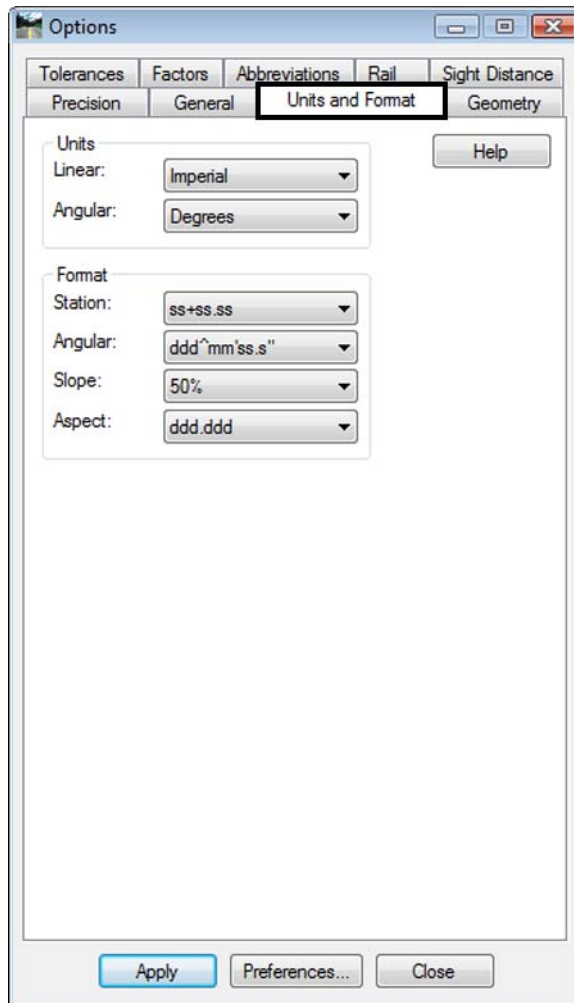 Options
Tolerances Factors Abbreviations Rail Sight Distance
Precision General Units and Format Geometry
Units
Help
Linear: Imperial
Angular: Degrees
Format
Station: ss+ss.ss
Angular: ddd^mm'ss.s"
Slope: 50%
Aspect: ddd.ddd
Apply Preferences... Close